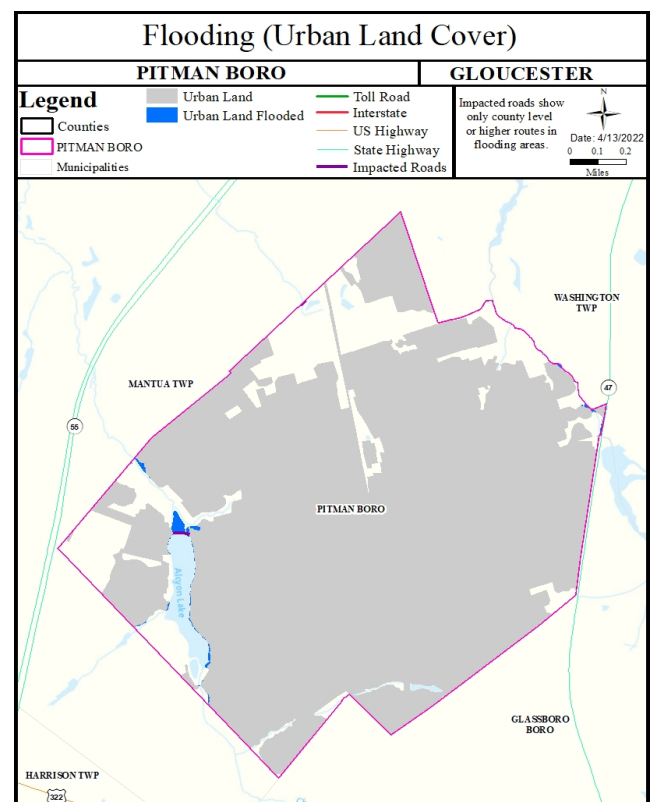 Flooding (Urban Land Cover)
PITMAN BORO
GLOUCESTER
Legend
Counties
PITMAN BORO
Municipalities
Urban Land
Urban Land Flooded
Toll Road
Interstate
US Highway
State Highway
Impacted Roads
Impacted roads show
only county level
or higher routes in
flooding areas.
N
Date: 4/13/2022
0 0.1 0.2
Miles
WASHINGTON
TWP
MANTUA TWP
47
55
PITMAN BORO
Alcyon Lake
GLASSBORO
BORO
HARRISON TWP
322